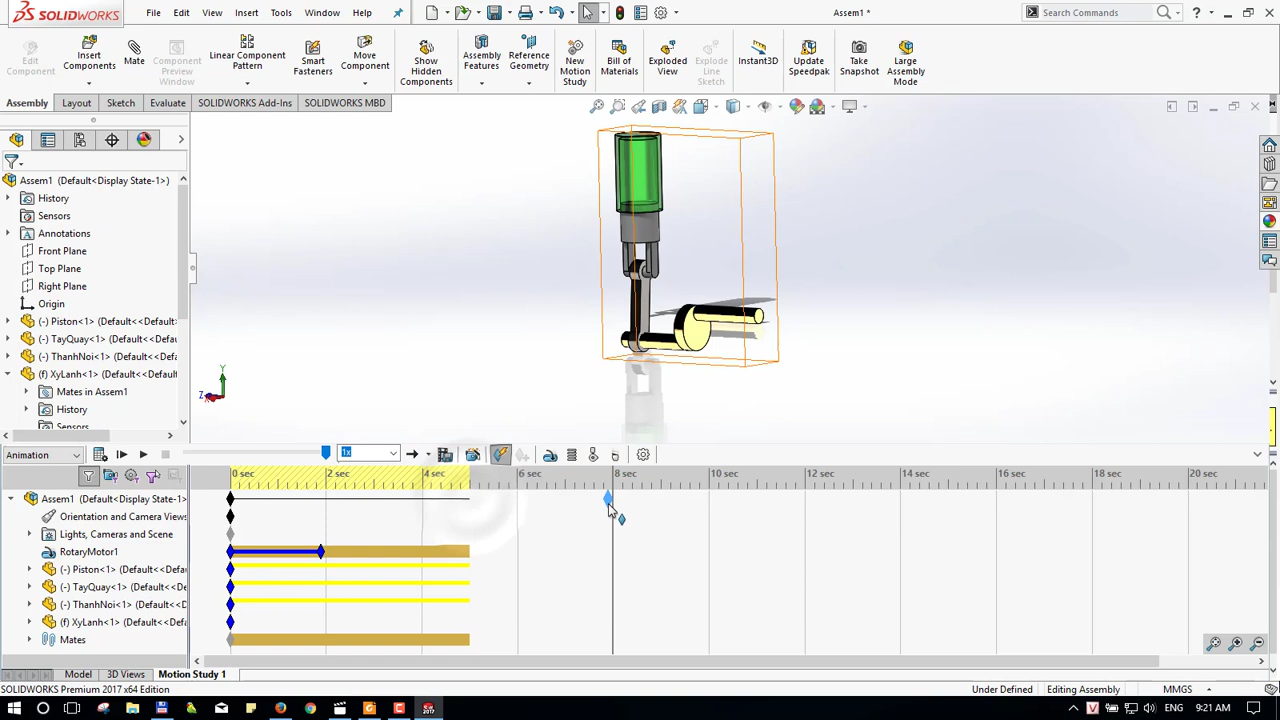 SOLIDWORKS File Edit View Insert Tools Window Help Assem1 * Search Commands
Edit Component
Insert Components
Mate
Component Preview Window
Linear Component Pattern
Smart Fasteners
Move Component
Show Hidden Components
Assembly Features
Reference Geometry
New Motion Study
Bill of Materials
Exploded View
Explode Line Sketch
Instant3D
Update Speedpak
Take Snapshot
Large Assembly Mode
Assembly Layout Sketch Evaluate SOLIDWORKS Add-Ins SOLIDWORKS MBD
Assem1 (Default<Display State-1>)
History
Sensors
Annotations
Front Plane
Top Plane
Right Plane
Origin
(-) Piston<1> (Default<<Default
(-) TayQuay<1> (Default<<Defau
(-) ThanhNoi<1> (Default<<Defa
(f) XyLanh<1> (Default<<Default
Mates in Assem1
History
Sensors
Y
Z
Animation 1x
0 sec 2 sec 4 sec 6 sec 8 sec 10 sec 12 sec 14 sec 16 sec 18 sec 20 sec
Assem1 (Default<Display State-1>
Orientation and Camera Views
Lights, Cameras and Scene
RotaryMotor1
(-) Piston<1> (Default<<De
(-) TayQuay<1> (Default<<D
(-) ThanhNoi<1> (Default<<
(f) XyLanh<1> (Default<<De
Mates
Model 3D Views Motion Study 1
SOLIDWORKS Premium 2017 x64 Edition Under Defined Editing Assembly MMGS
2017 V ENG 9:21 AM